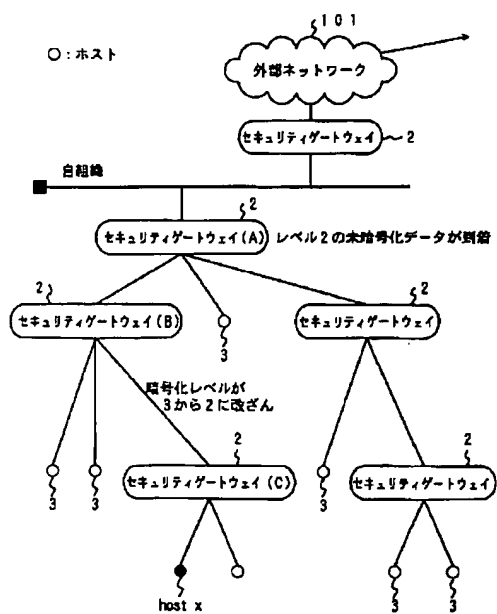 101
○:ホスト
外部ネットワーク
セキュリティゲートウェイ
2
自組織
2
セキュリティゲートウェイ(A)
レベル2の未暗号化データが到着
2
セキュリティゲートウェイ(B)
3
2
セキュリティゲートウェイ
暗号化レベルが
3から2に改ざん
3
3
2
セキュリティゲートウェイ(C)
3
2
セキュリティゲートウェイ
host x
3
3